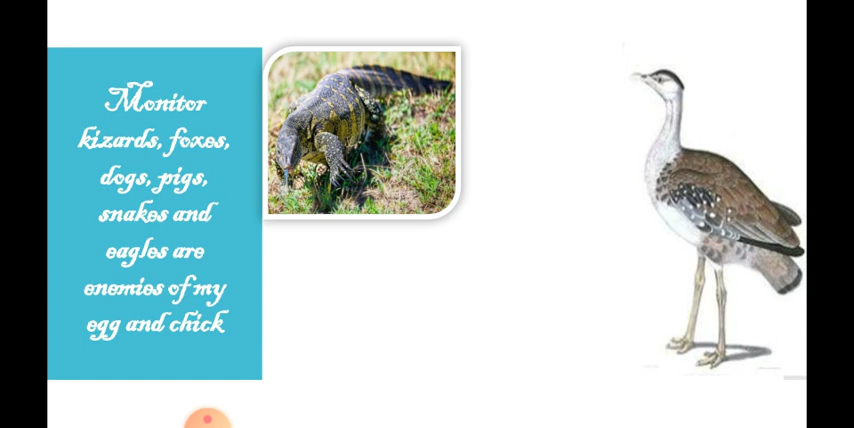 Monitor
kizards, foxes,
dogs, pigs,
snakes and
eagles are
enemies of my
egg and chick